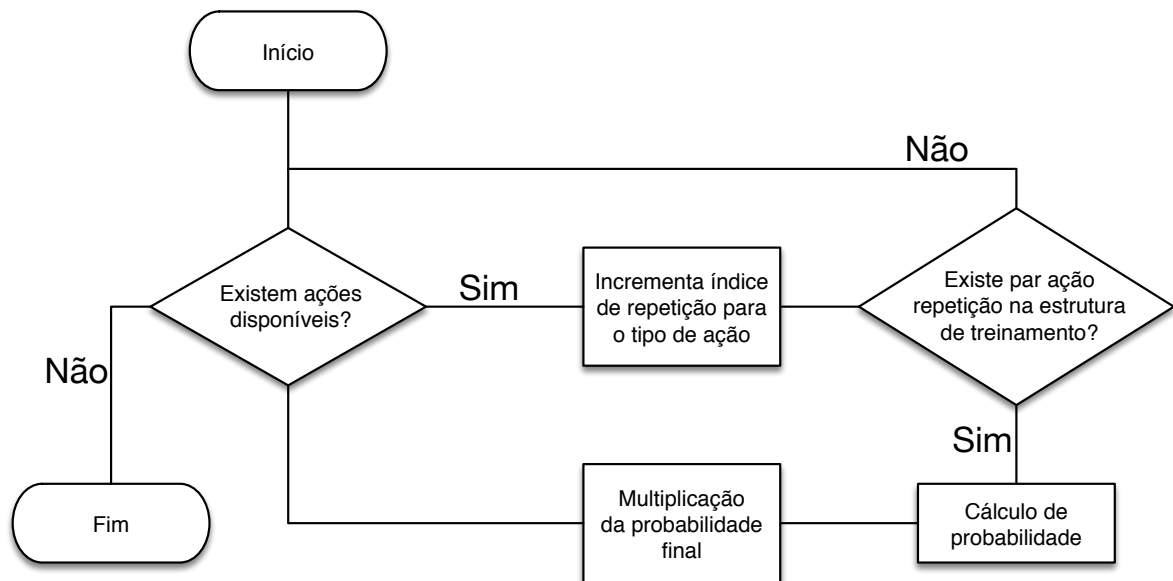 Início
Não
Existem ações
disponíveis?
Sim
Incrementa índice
de repetição para
o tipo de ação
Existe par ação
repetição na estrutura
de treinamento?
Não
Sim
Fim
Multiplicação
da probabilidade
final
Cálculo de
probabilidade